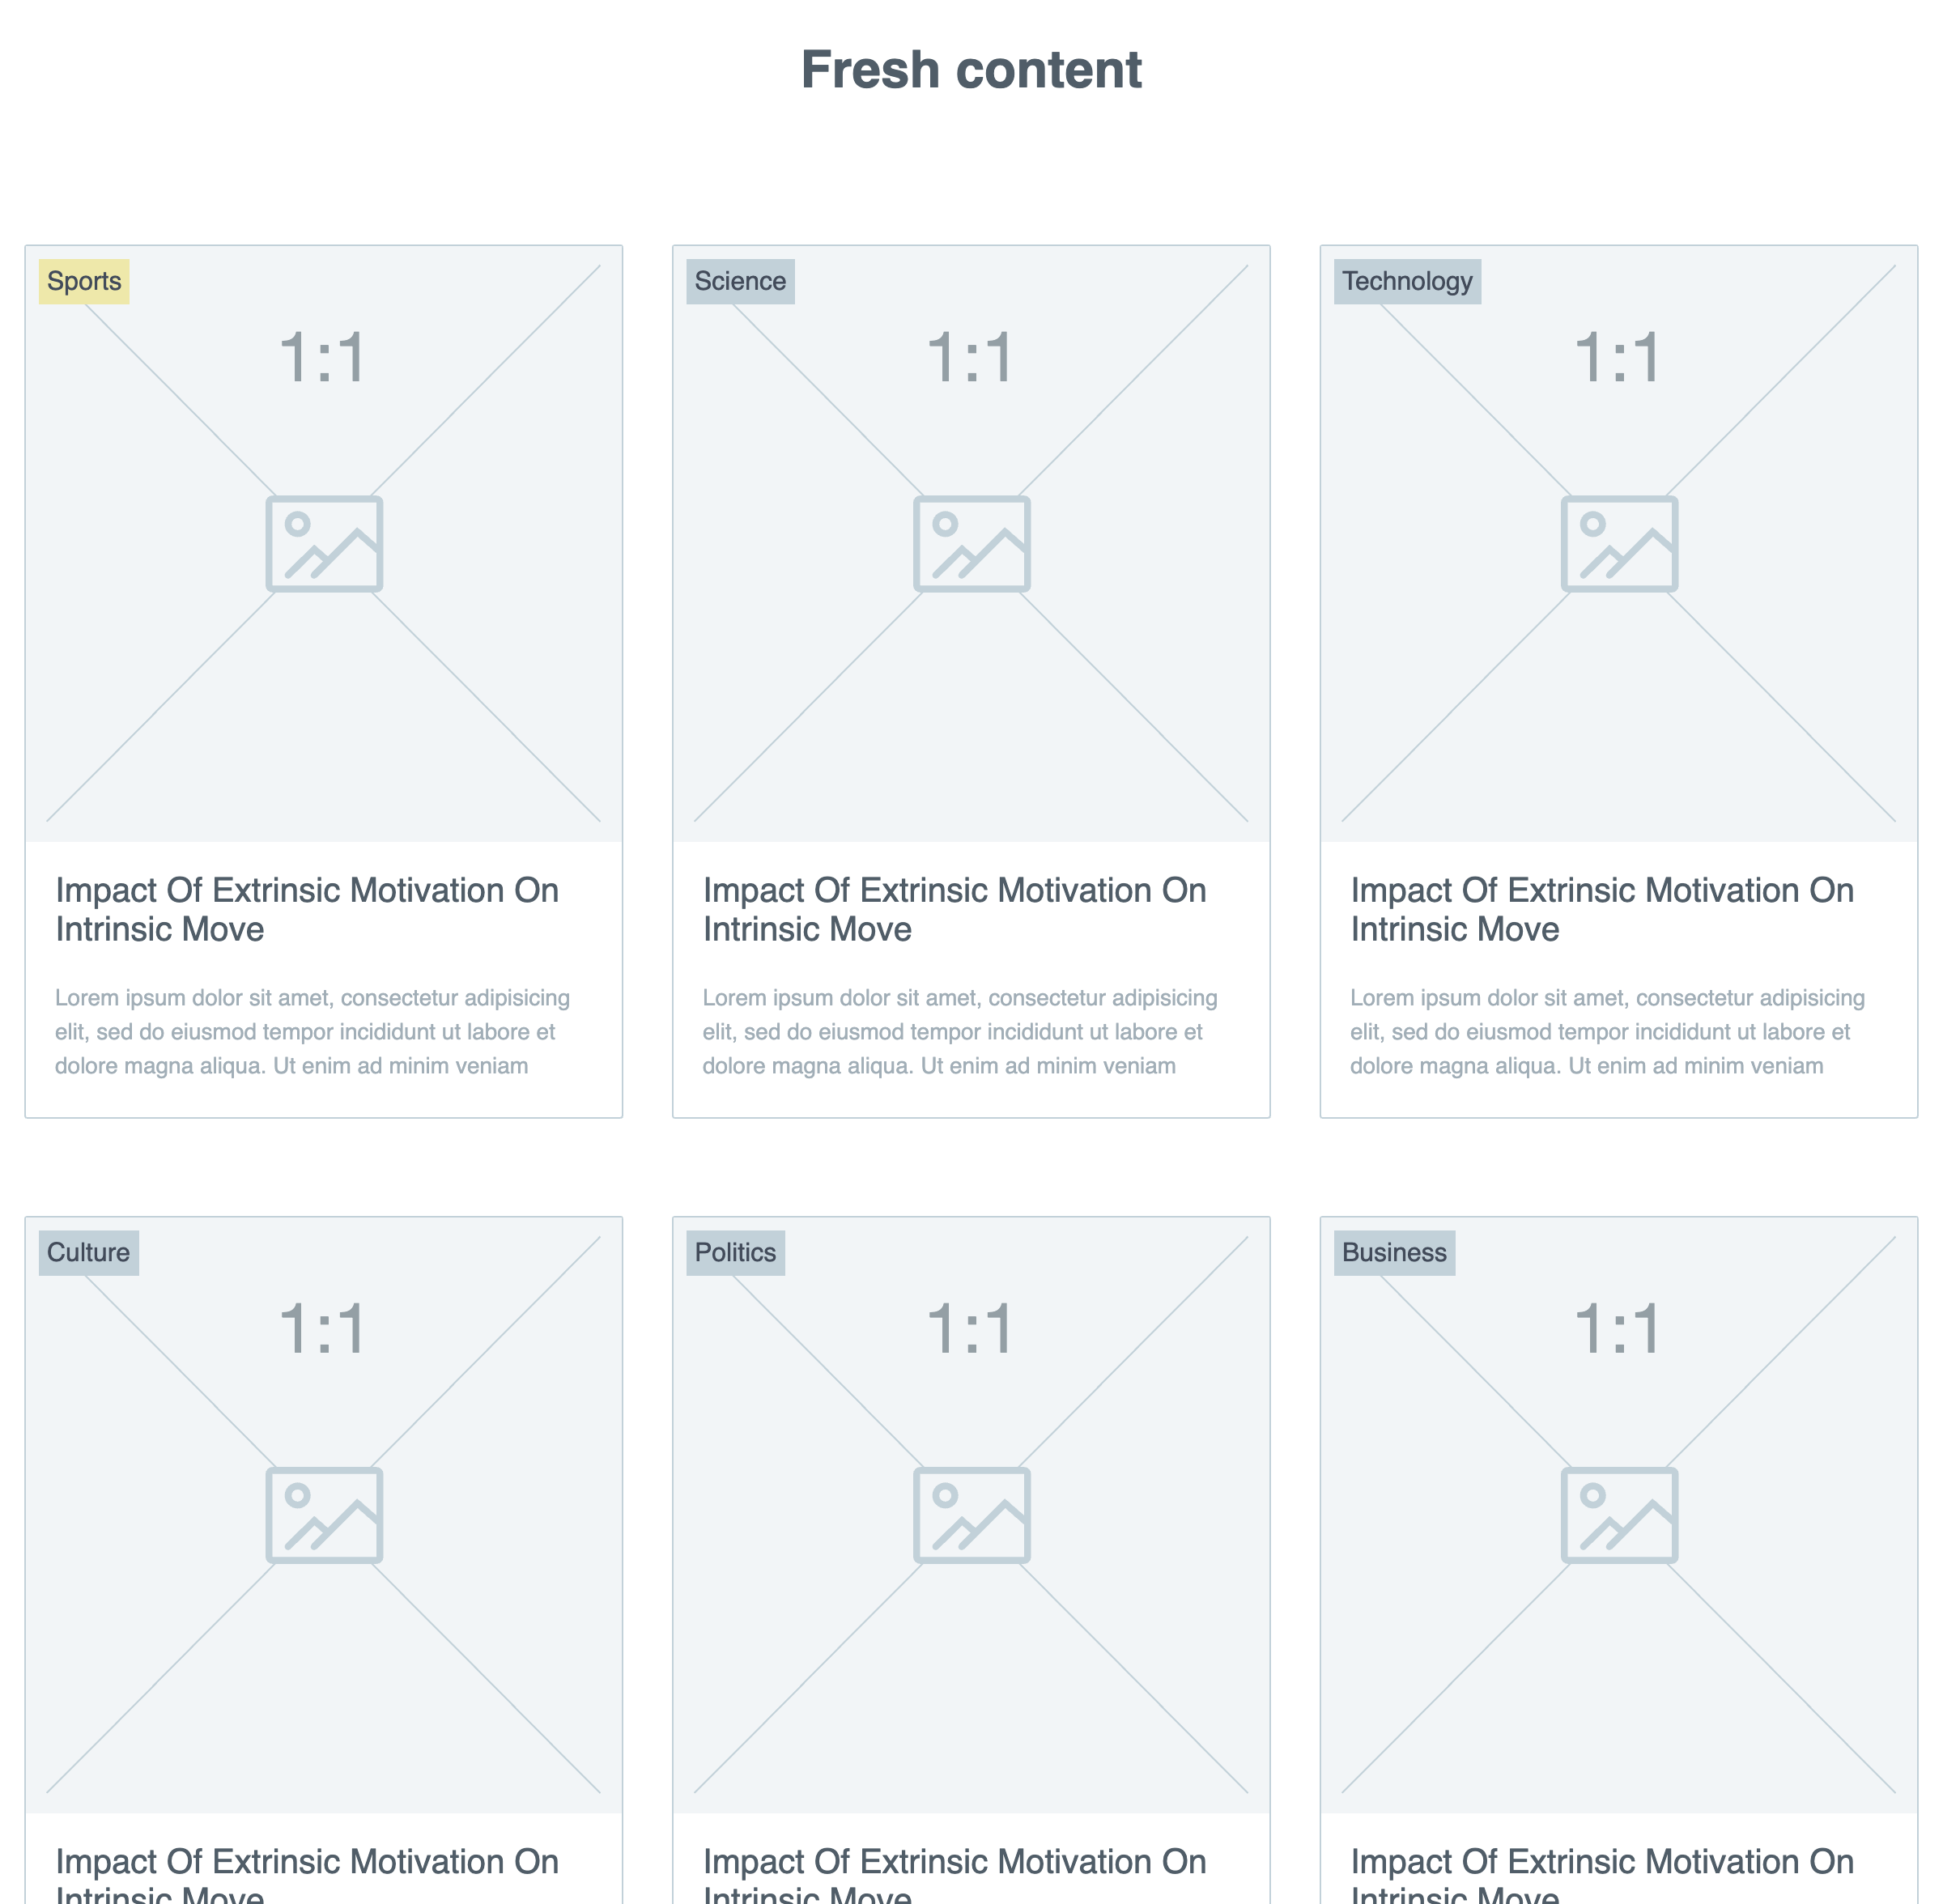 Fresh content
Sports
1:1
Impact Of Extrinsic Motivation On
Intrinsic Move
Lorem ipsum dolor sit amet, consectetur adipisicing
elit, sed do eiusmod tempor incididunt ut labore et
dolore magna aliqua. Ut enim ad minim veniam
Science
1:1
Impact Of Extrinsic Motivation On
Intrinsic Move
Lorem ipsum dolor sit amet, consectetur adipisicing
elit, sed do eiusmod tempor incididunt ut labore et
dolore magna aliqua. Ut enim ad minim veniam
Technology
1:1
Impact Of Extrinsic Motivation On
Intrinsic Move
Lorem ipsum dolor sit amet, consectetur adipisicing
elit, sed do eiusmod tempor incididunt ut labore et
dolore magna aliqua. Ut enim ad minim veniam
Culture
1:1
Impact Of Extrinsic Motivation On
Intrinsic Move
Politics
1:1
Impact Of Extrinsic Motivation On
Intrinsic Move
Business
1:1
Impact Of Extrinsic Motivation On
Intrinsic Move